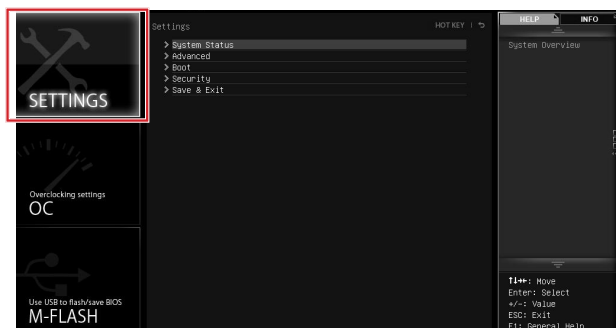 SETTINGS
Overclocking settings
OC
Use USB to flash/save BIOS
M-FLASH
Settings
HOT KEY |
> System Status
> Advanced
> Boot
> Security
> Save & Exit
HELP
INFO
System Overview
↑↓→←: Move
Enter: Select
+/-: Value
ESC: Exit
F1: General Help